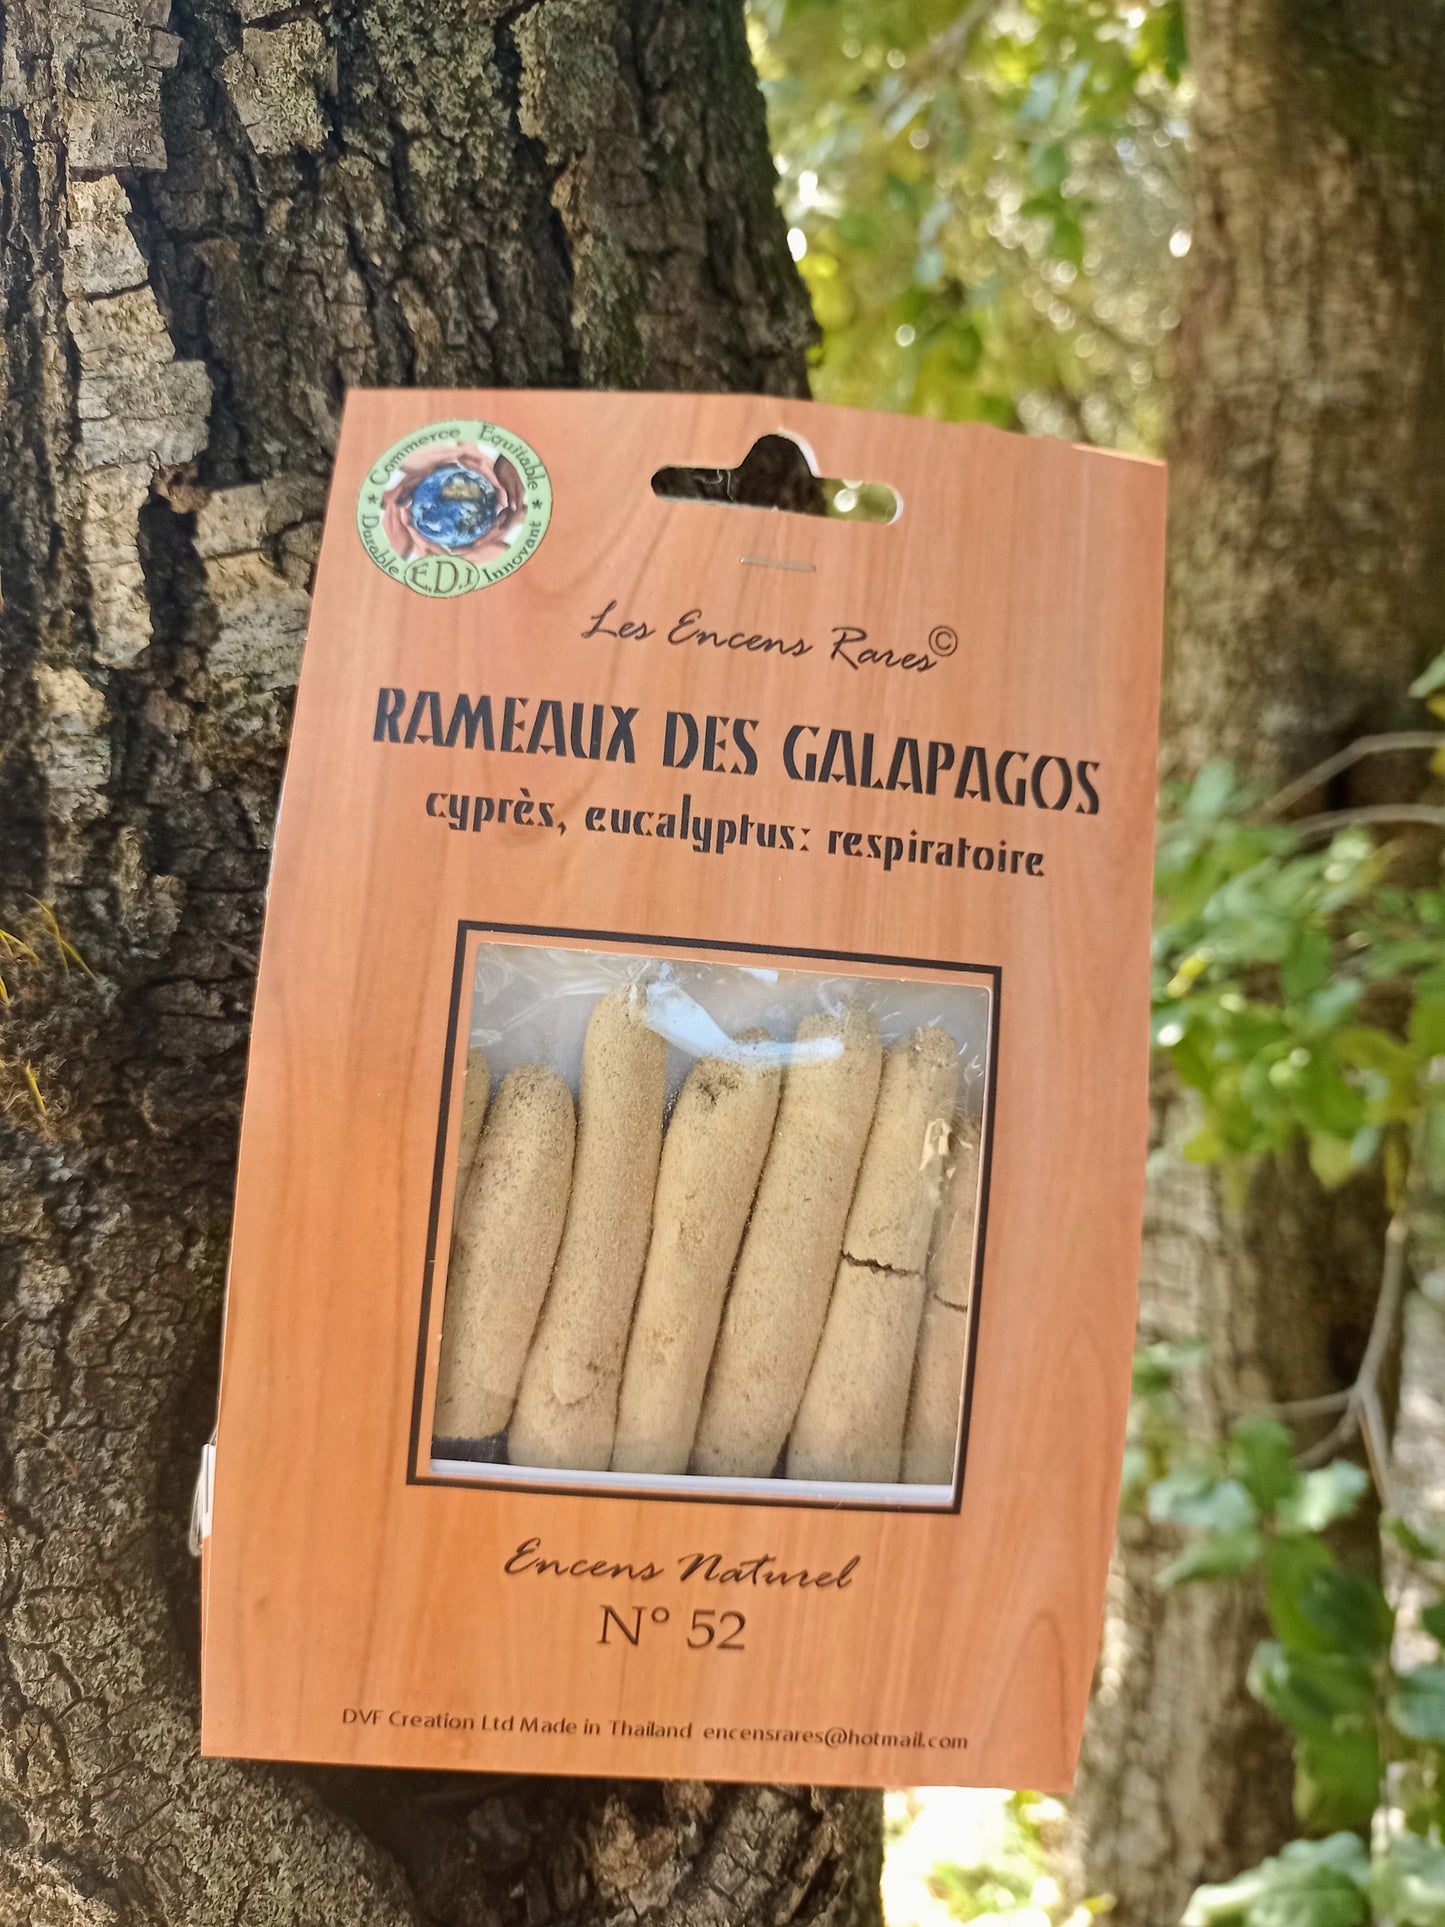 Commerce Equitable * Innovant
* Durable
E.D.I
Les Encens Rares©
RAMEAUX DES GALAPAGOS
cyprès, eucalyptus: respiratoire
Encens Naturel
N° 52
DVF Creation Ltd Made in Thailand encensrares@hotmail.com